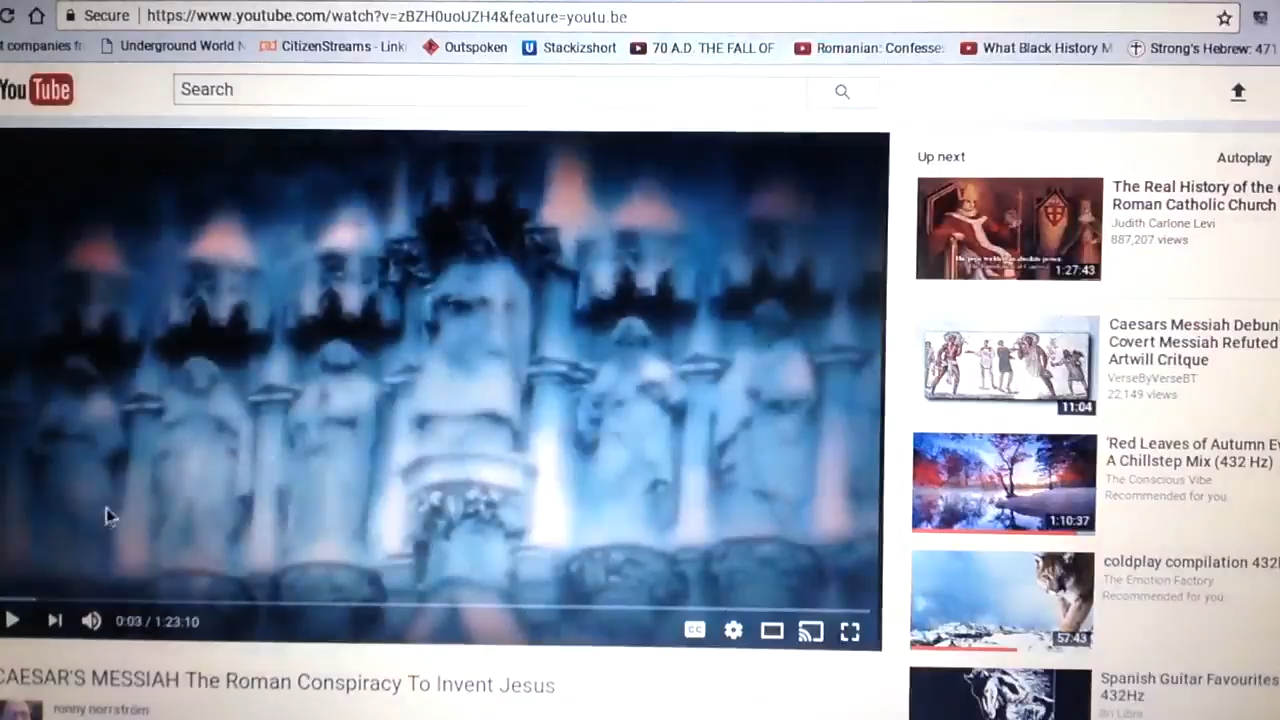 Secure | https://www.youtube.com/watch?v=zBZH0uoUZH4&feature=youtu.be
t companies fr Underground World N CitizenStreams - Link Outspoken Stackizshort 70 A.D. THE FALL OF Romanian: Confesse: What Black History M Strong's Hebrew: 471
YouTube Search
Up next Autoplay
The Real History of the
Roman Catholic Church
Judith Carlone Levi
887,207 views
1:27:43
Caesars Messiah Debun
Covert Messiah Refuted
Artwill Critque
VerseByVerseBT
22,149 views
11:04
'Red Leaves of Autumn E
A Chillstep Mix (432 Hz)
The Conscious Vibe
Recommended for you
1:10:37
coldplay compilation 432
The Emotion Factory
Recommended for you
57:43
Spanish Guitar Favourites
432Hz
0:03 / 1:23:10
CC
CAESAR'S MESSIAH The Roman Conspiracy To Invent Jesus
ronny norrström